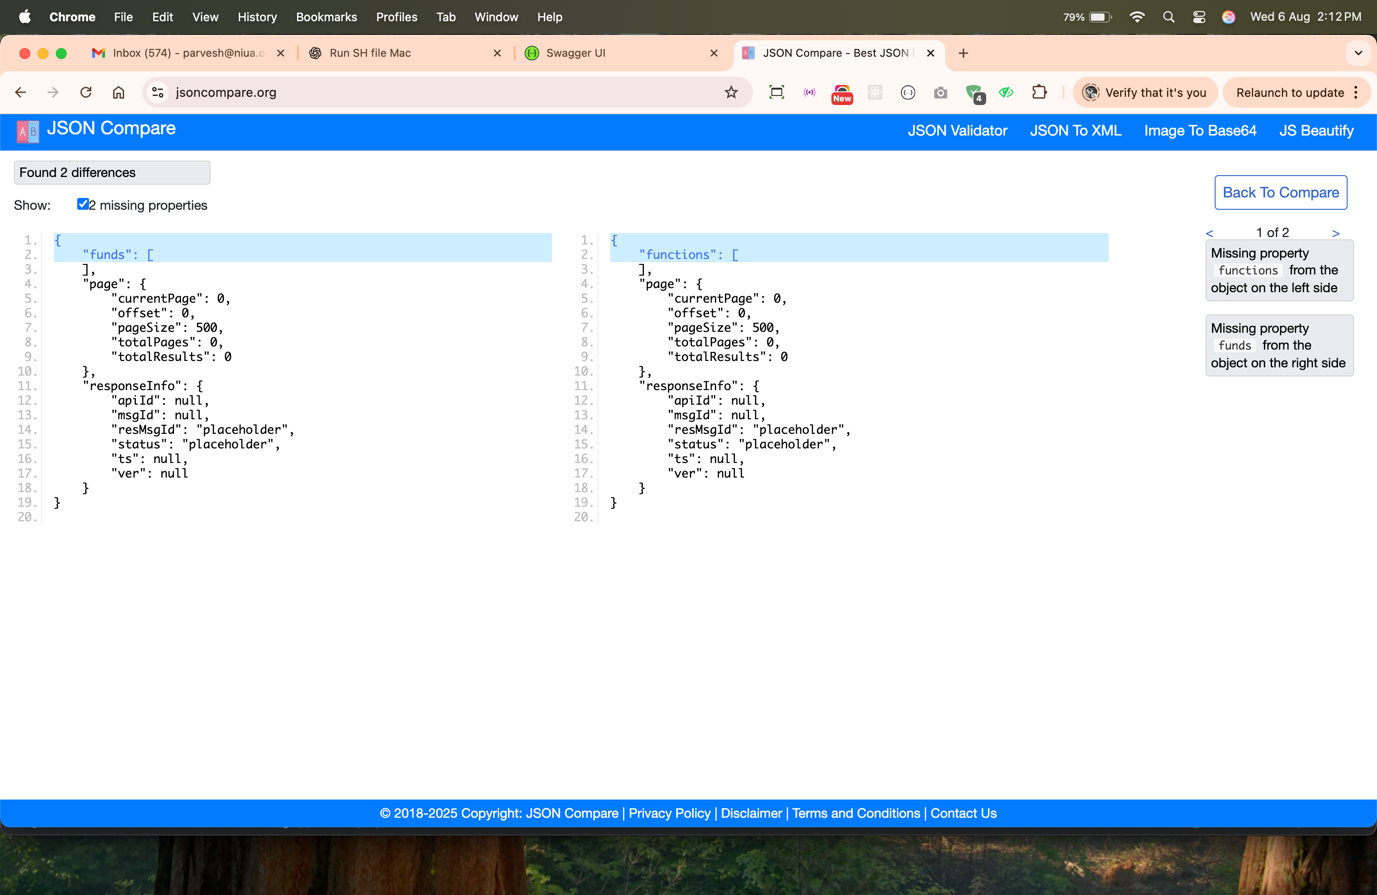 Chrome File Edit View History Bookmarks Profiles Tab Window Help 79% Wed 6 Aug 2:12 PM
Inbox (574) - parvesh@niua.o Run SH file Mac Swagger UI JSON Compare - Best JSON
jsoncompare.org New 4 Verify that it's you Relaunch to update
A B JSON Compare JSON Validator JSON To XML Image To Base64 JS Beautify
Found 2 differences
Show: 2 missing properties
Back To Compare
< 1 of 2 >
Missing property
functions from the
object on the left side
Missing property
funds from the
object on the right side
1. {
2. "funds": [
3. ],
4. "page": {
5. "currentPage": 0,
6. "offset": 0,
7. "pageSize": 500,
8. "totalPages": 0,
9. "totalResults": 0
10. },
11. "responseInfo": {
12. "apiId": null,
13. "msgId": null,
14. "resMsgId": "placeholder",
15. "status": "placeholder",
16. "ts": null,
17. "ver": null
18. }
19. }
20.
1. {
2. "functions": [
3. ],
4. "page": {
5. "currentPage": 0,
6. "offset": 0,
7. "pageSize": 500,
8. "totalPages": 0,
9. "totalResults": 0
10. },
11. "responseInfo": {
12. "apiId": null,
13. "msgId": null,
14. "resMsgId": "placeholder",
15. "status": "placeholder",
16. "ts": null,
17. "ver": null
18. }
19. }
20.
© 2018-2025 Copyright: JSON Compare | Privacy Policy | Disclaimer | Terms and Conditions | Contact Us